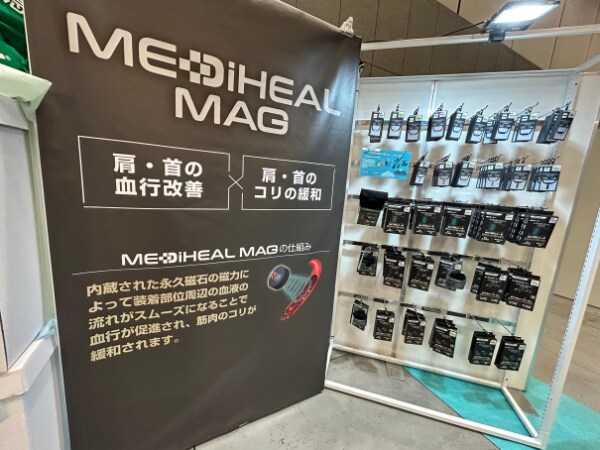 MEDiHEAL
MAG
肩・首の
血行改善
×
肩・首の
コリの緩和
MEDiHEAL MAGの仕組み
内蔵された永久磁石の磁力に
よって装着部位周辺の血液の
流れがスムーズになることで
血行が促進され、筋肉のコリが
緩和されます。